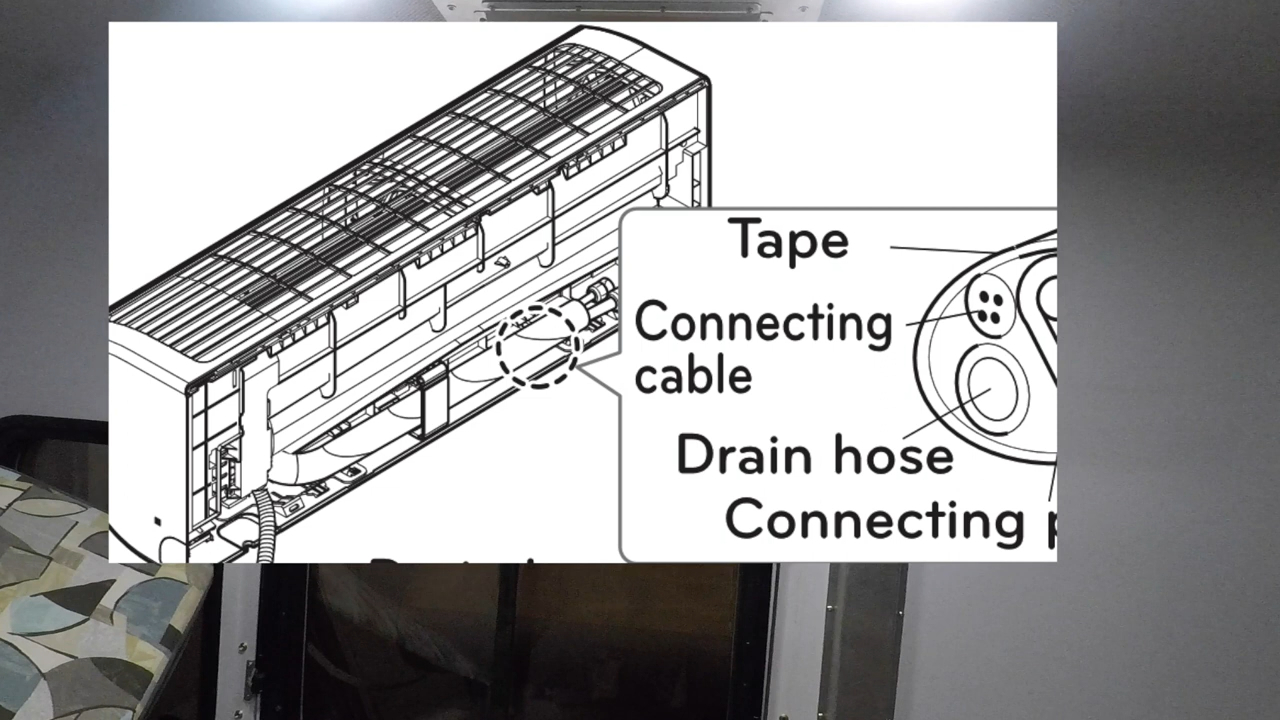 Tape
Connecting
cable
Drain hose
Connecting